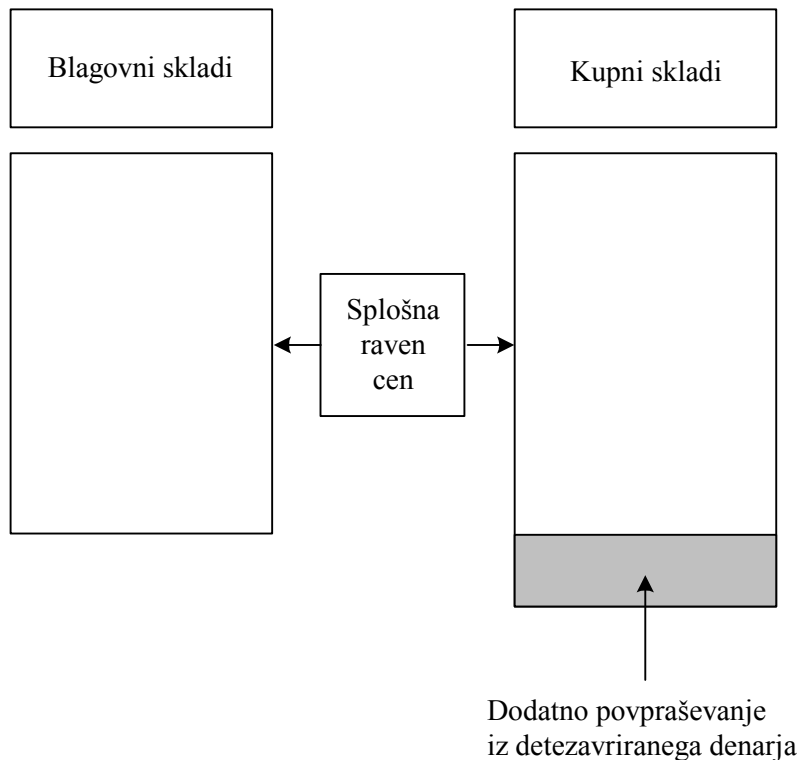 Blagovni skladi
Kupni skladi
Splošna
raven
cen
Dodatno povpraševanje
iz detezavriranega denarja